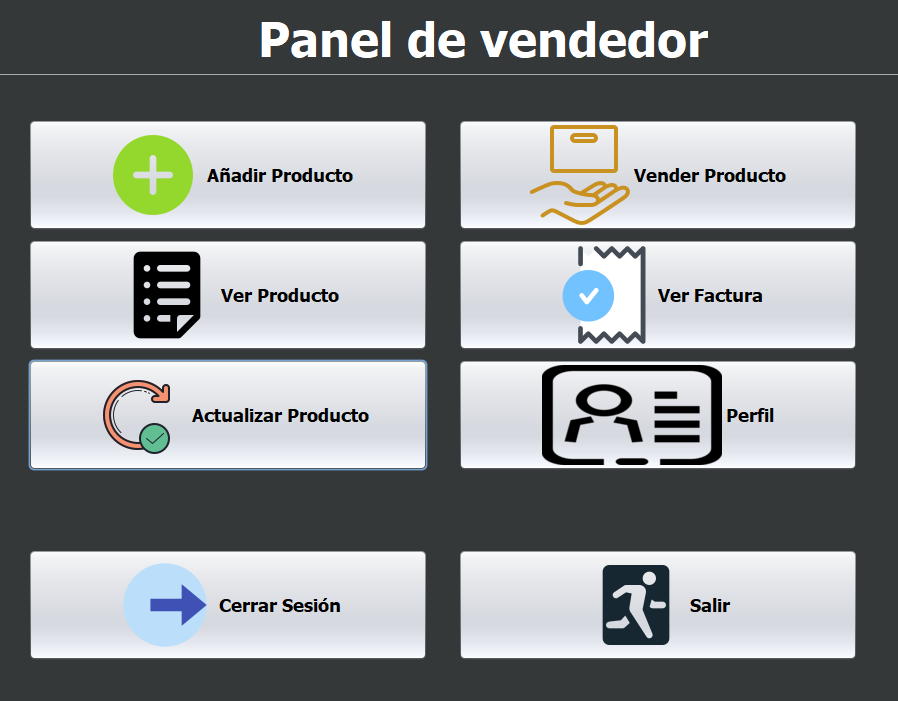 Panel de vendedor
Añadir Producto
Vender Producto
Ver Producto
Ver Factura
Actualizar Producto
Perfil
Cerrar Sesión
Salir